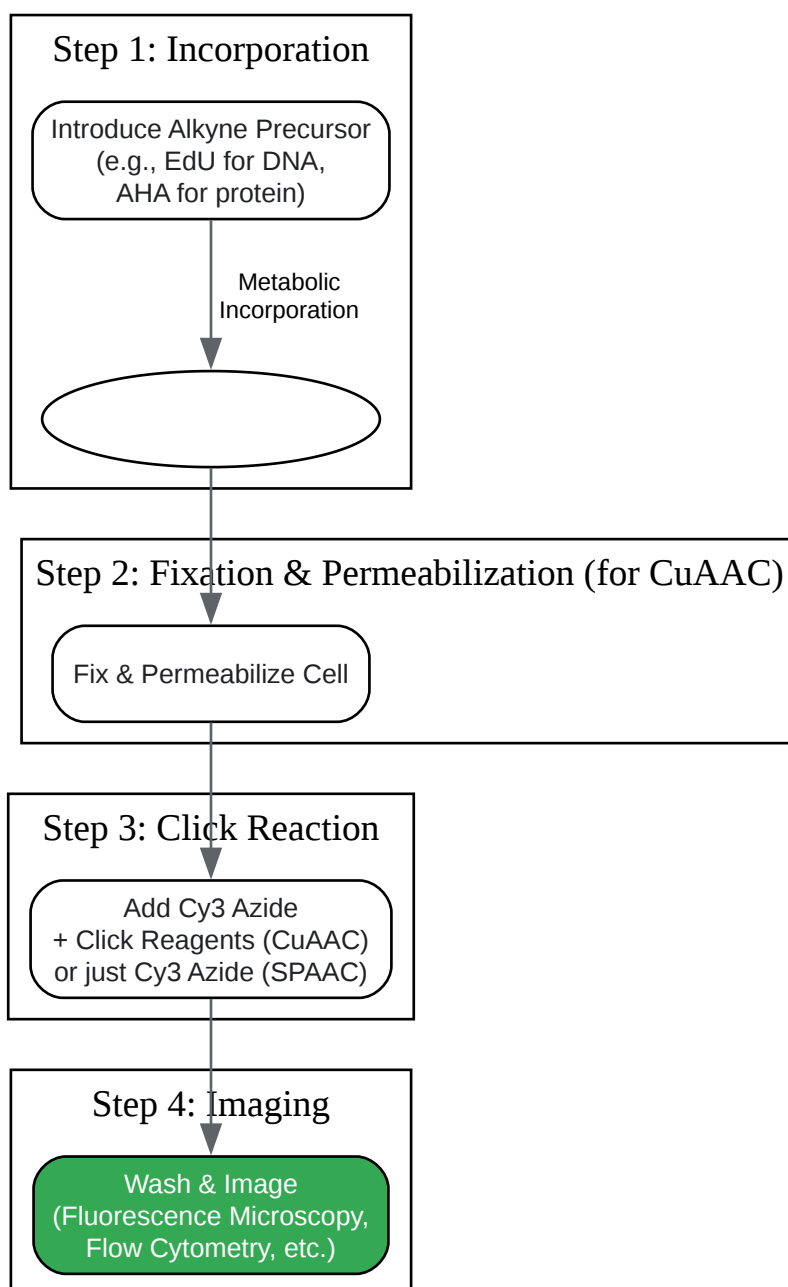 Step 1: Incorporation
Introduce Alkyne Precursor
(e.g., EdU for DNA,
AHA for protein)
Metabolic
Incorporation
Step 2: Fixation & Permeabilization (for CuAAC)
Fix & Permeabilize Cell
Step 3: Click Reaction
Add Cy3 Azide
+ Click Reagents (CuAAC)
or just Cy3 Azide (SPAAC)
Step 4: Imaging
Wash & Image
(Fluorescence Microscopy,
Flow Cytometry, etc.)